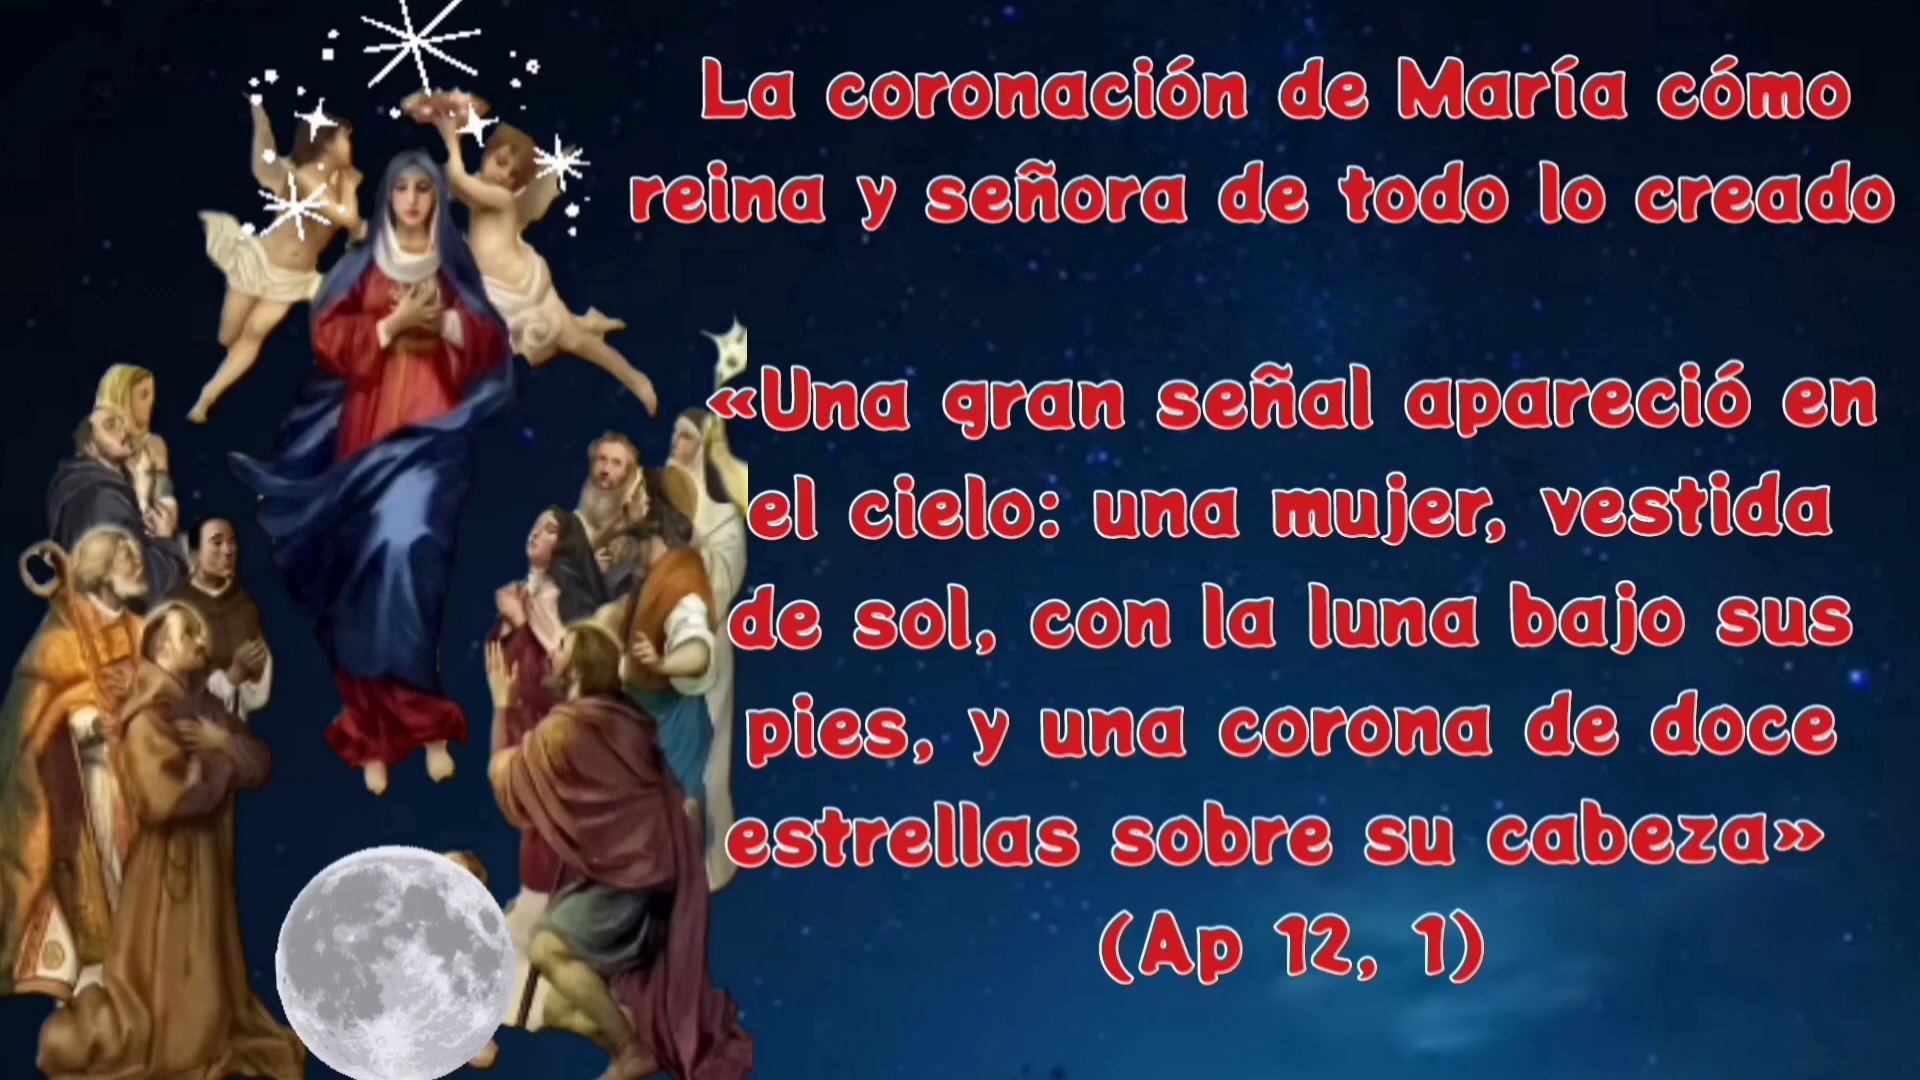 La coronación de María cómo
reina y señora de todo lo creado
«Una gran señal apareció en
el cielo: una mujer, vestida
de sol, con la luna bajo sus
pies, y una corona de doce
estrellas sobre su cabeza»
(Ap 12, 1)